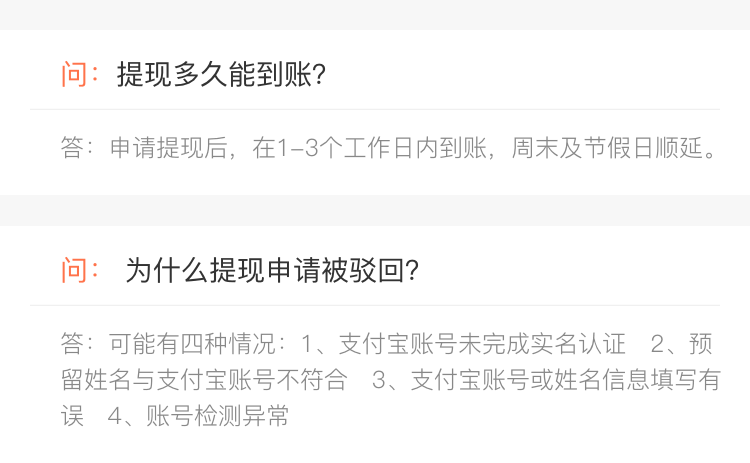 问：提现多久能到账?
答：申请提现后，在1-3个工作日内到账，周末及节假日顺延。
问： 为什么提现申请被驳回?
答：可能有四种情况：1、支付宝账号未完成实名认证 2、预
留姓名与支付宝账号不符合 3、支付宝账号或姓名信息填写有
误 4、账号检测异常